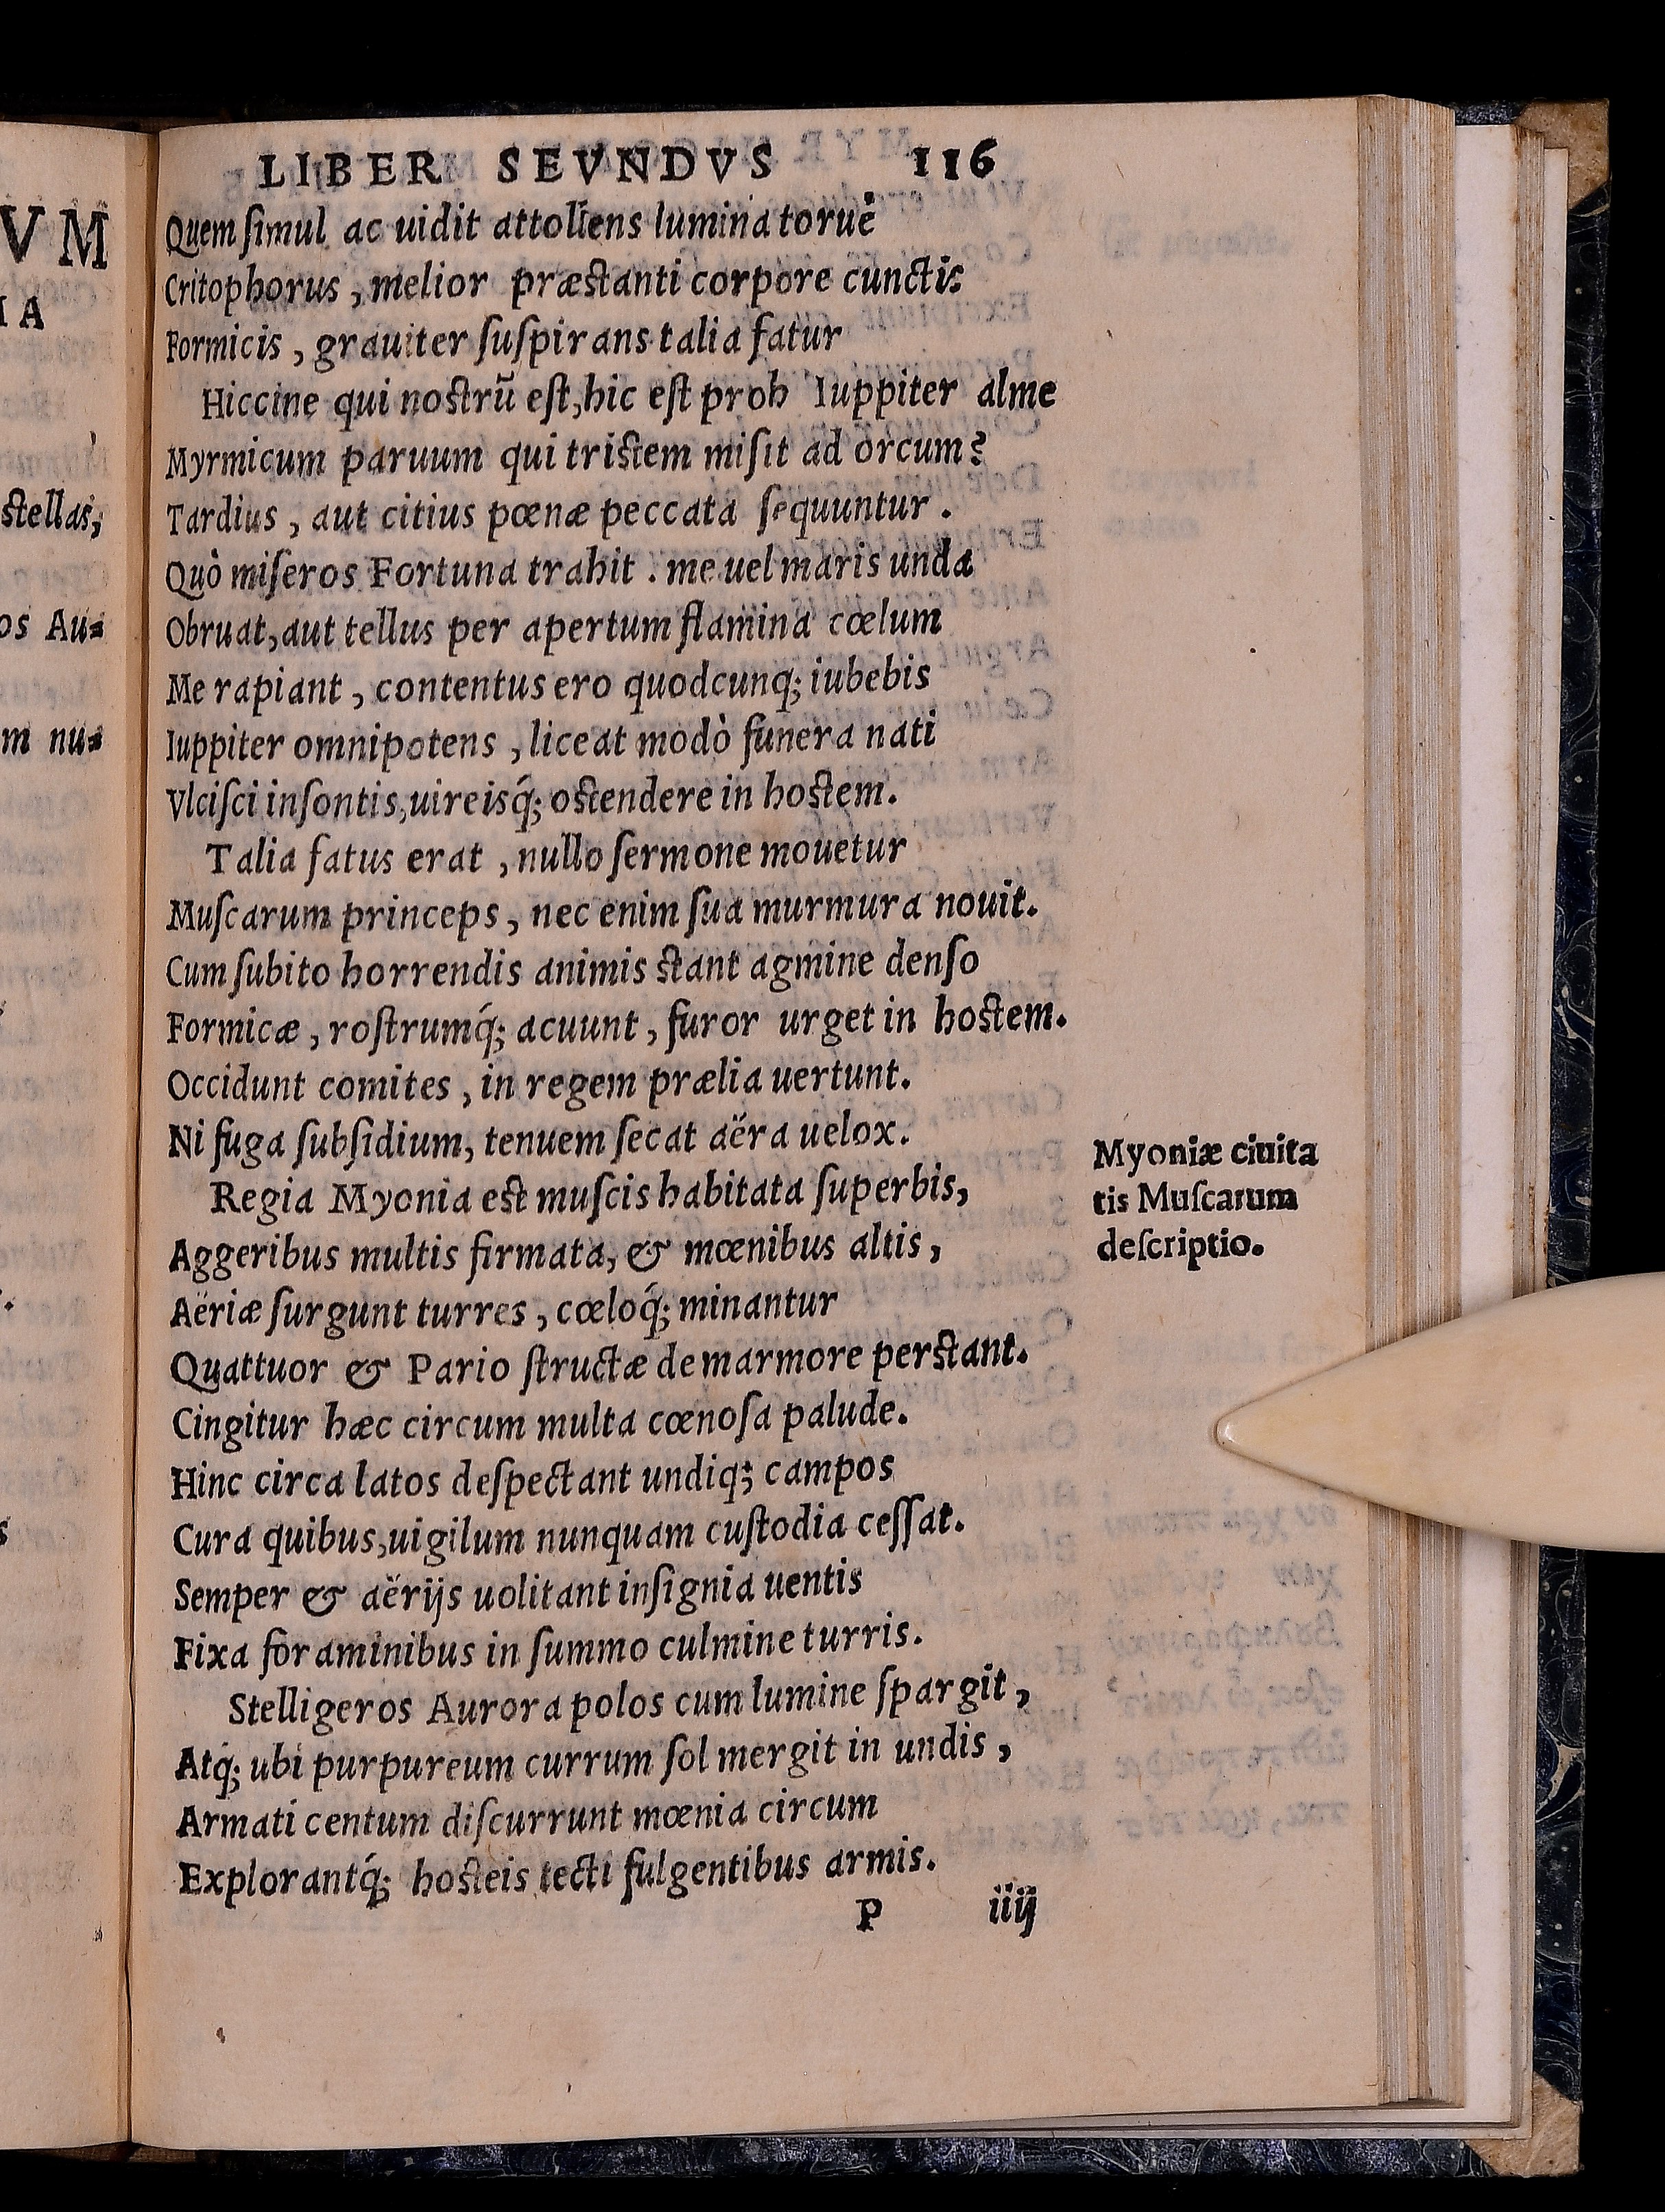 VM
IA
stellas,
os Au=
m nu=
LIBER SEVNDVS 116
Quem ſimul ac uidit attollens lumina toruè
Critophorus, melior præstanti corpore cunctis
Formicis, grauiter ſuſpirans talia fatur
Hiccine qui nostrũ eſt, hic eſt proh Iuppiter alme
Myrmicum paruum qui tristem miſit ad orcum?
Tardius, aut citius pœnæ peccata ſequuntur.
Quò miſeros Fortuna trahit. me uel maris unda
Obruat, aut tellus per apertum flamina cœlum
Me rapiant, contentus ero quodcunq; iubebis
Iuppiter omnipotens, liceat modò funera nati
Vlciſci inſontis, uireisq́; ostendere in hostem.
Talia fatus erat, nullo ſermone mouetur
Muſcarum princeps, nec enim ſua murmura nouit.
Cum ſubito horrendis animis stant agmine denſo
Formicæ, roſtrumq́; acuunt, furor urget in hostem.
Occidunt comites, in regem prælia uertunt.
Ni fuga ſubſidium, tenuem ſecat aëra uelox.
Regia Myonia est muſcis habitata ſuperbis,
Aggeribus multis firmata, & mœnibus altis,
Aëriæ ſurgunt turres, cœloq́; minantur
Quattuor & Pario ſtructæ de marmore perstant.
Cingitur hæc circum multa cœnoſa palude.
Hinc circa latos deſpectant undiq; campos
Cura quibus, uigilum nunquam cuſtodia ceſſat.
Semper & aërijs uolitant inſignia uentis
Fixa foraminibus in ſummo culmine turris.
Stelligeros Aurora polos cum lumine ſpargit,
Atq́; ubi purpureum currum ſol mergit in undis,
Armati centum diſcurrunt mœnia circum
Explorantq́; hosteis tecti fulgentibus armis.
P iiij
Myoniæ ciuita
tis Muſcarum
deſcriptio.